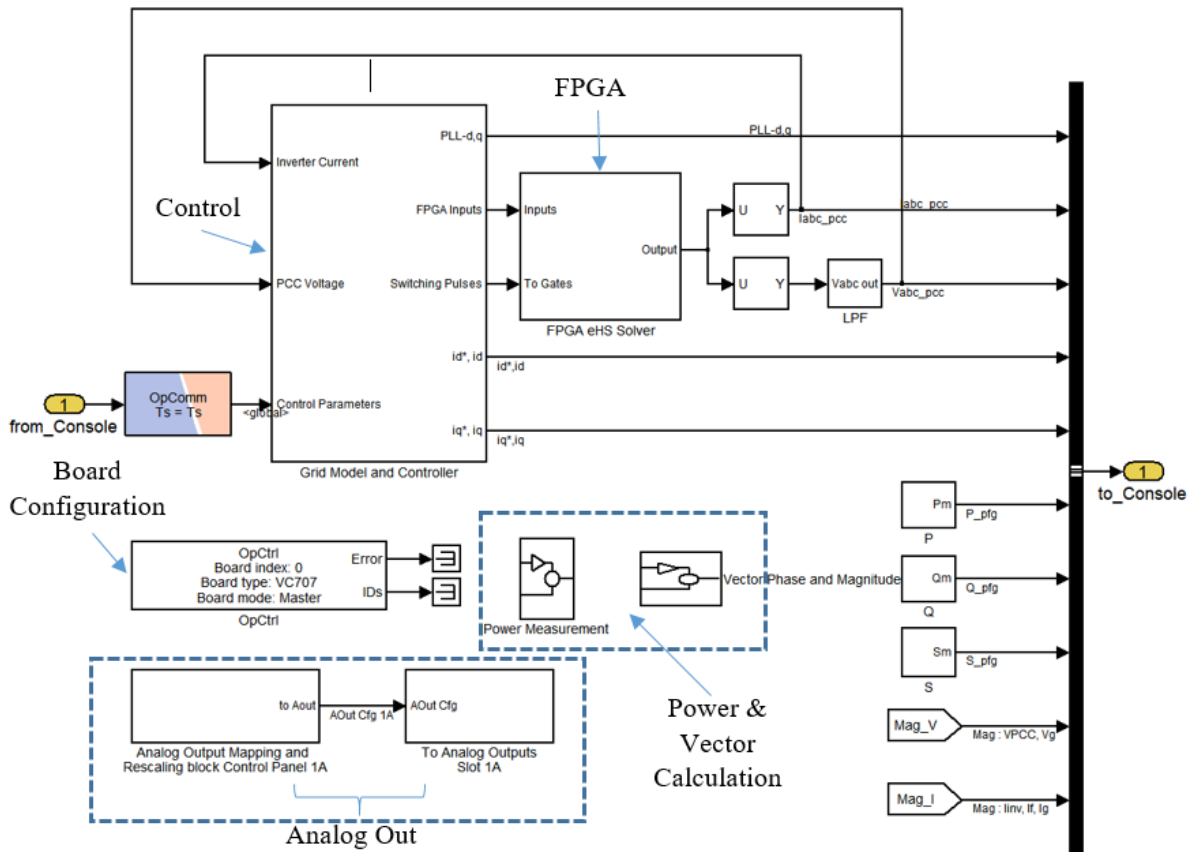 FPGA
PLL-d,q
PLL-d,q
Inverter Current
Control
FPGA Inputs
Inputs
U Y
Iabc_pcc
Iabc_pcc
Output
PCC Voltage
Switching Pulses
To Gates
U Y
Vabc out
Vabc_pcc
LPF
FPGA eHS Solver
id*, id
id*,id
OpComm
Ts = Ts
1
from_Console
<global>
Control Parameters
iq*, iq
iq*,iq
Grid Model and Controller
Board
Configuration
1
to_Console
Pm
P_pfg
P
OpCtrl
Board index: 0
Board type: VC707
Board mode: Master
Error
IDs
OpCtrl
Power Measurement
Vector Phase and Magnitude
Qm
Q_pfg
Q
Sm
S_pfg
S
Power &
Vector
Calculation
to Aout
AOut Cfg 1A
AOut Cfg
Analog Output Mapping and
Rescaling block Control Panel 1A
To Analog Outputs
Slot 1A
Analog Out
Mag_V
Mag : VPCC, Vg
Mag_I
Mag : Iinv, If, Ig